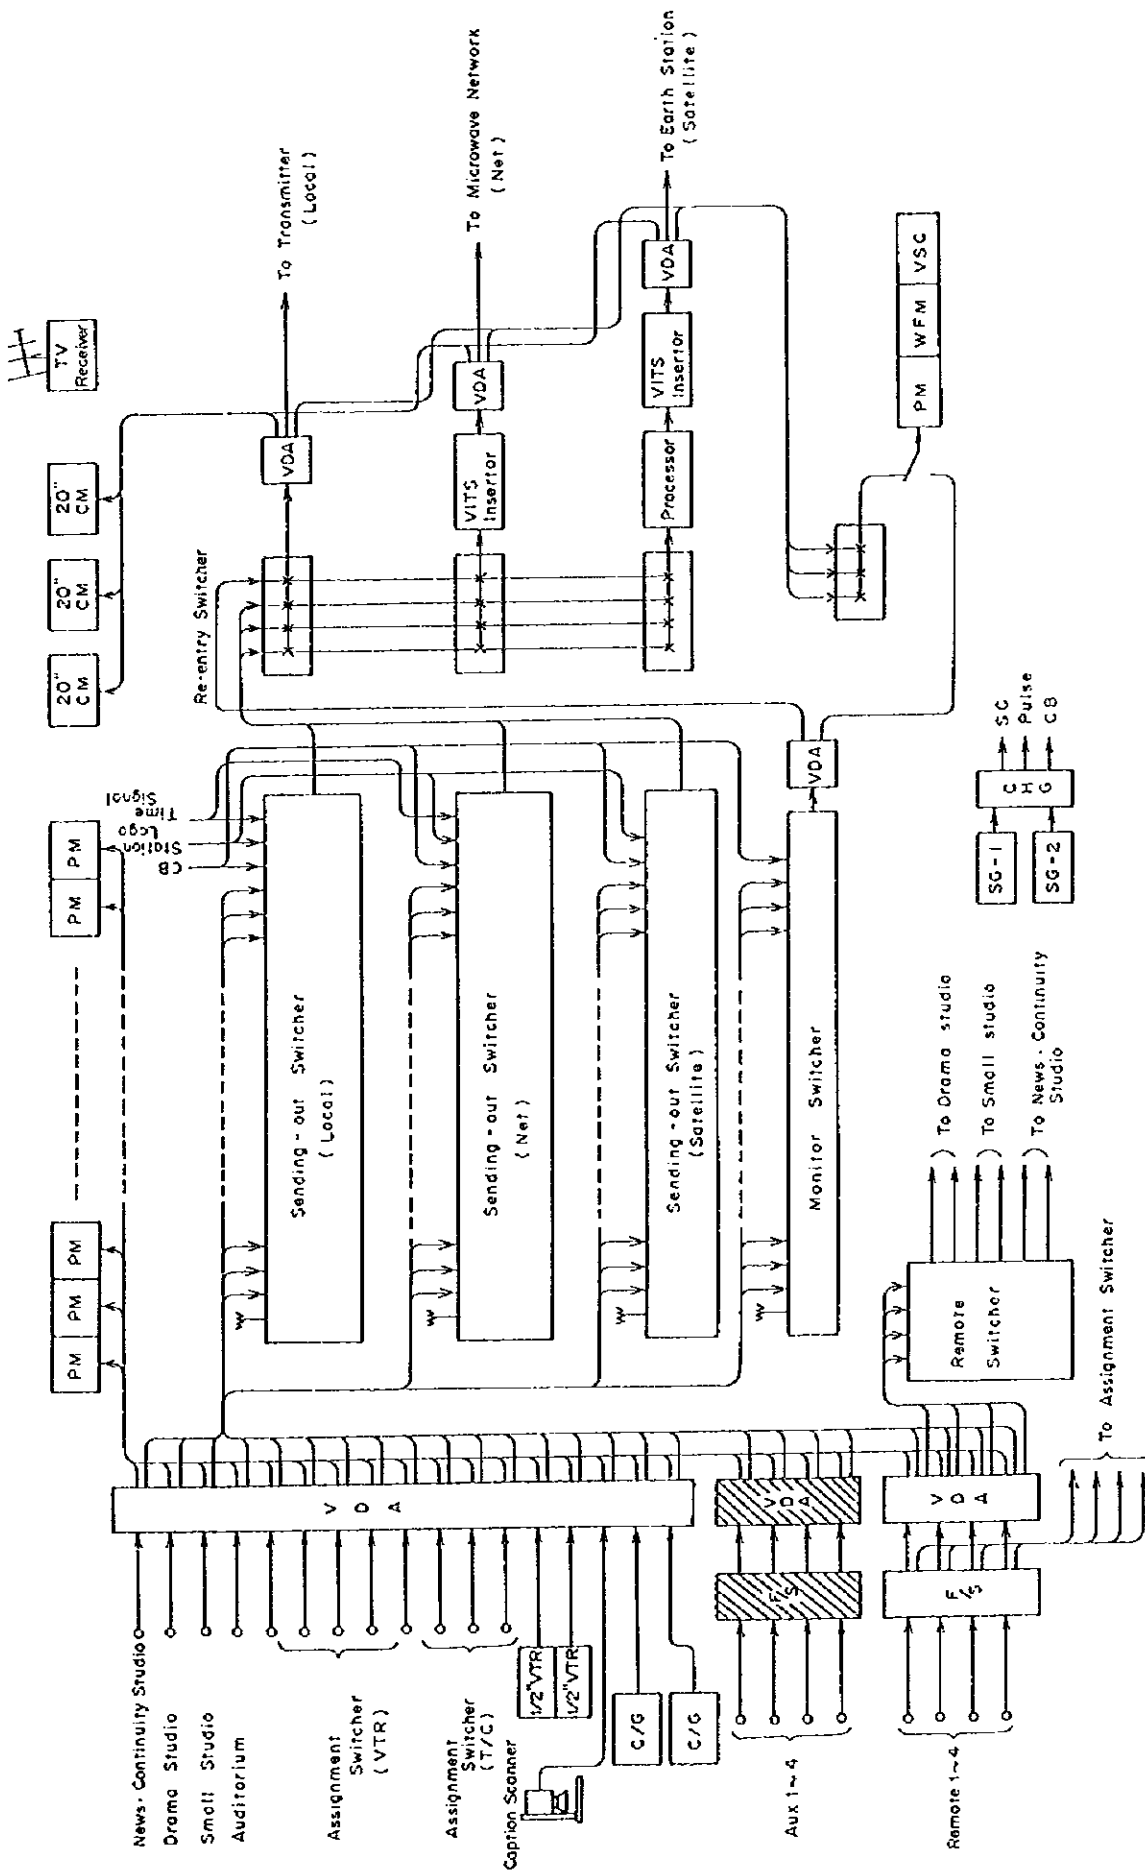 News · Continuity Studio
Drama Studio
Small Studio
Auditorium
Assignment
Switcher
(VTR)
Assignment
Switcher
(T/C)
Caption Scanner
1/2"VTR
1/2"VTR
C/G
C/G
Aux 1~4
Remote 1~4
VDA
F/S
VDA
F/S
VDA
To Assignment Switcher
PM
PM
PM
PM
PM
CB
Station
Logo
Time
Signal
Sending-out Switcher
(Local)
Sending-out Switcher
(Net)
Sending-out Switcher
(Satellite)
Monitor Switcher
Remote
Switcher
To Drama studio
To Small studio
To News · Continuity
Studio
SG-1
SG-2
CHG
SC
Pulse
CB
VDA
Re-entry Switcher
20"
CM
20"
CM
20"
CM
TV
Receiver
VDA
To Transmitter
(Local)
VITS
Insertor
VDA
To Microwave Network
(Net)
Processor
VITS
Insertor
VDA
To Earth Station
(Satellite)
PM
WFM
VSC